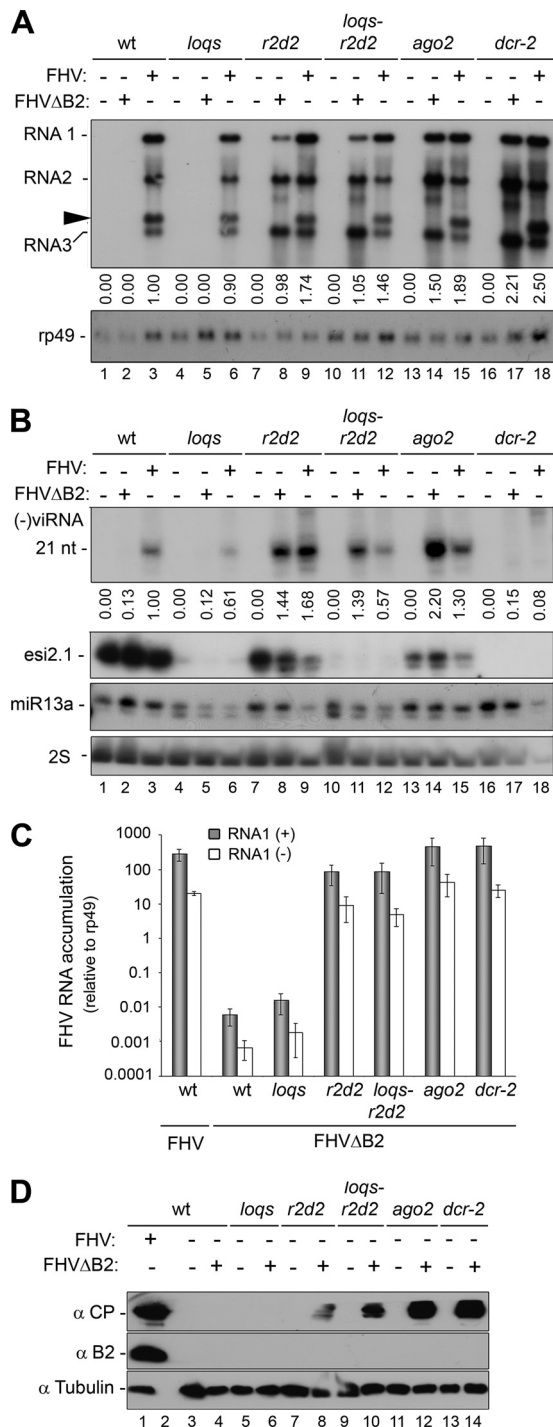 A
wt loqs r2d2 loqs-r2d2 ago2 dcr-2
FHV: - - + - - + - - + - - + - - + - - +
FHVΔB2: - + - - + - - + - - + - - + - - + -
RNA 1 -
RNA2 -
RNA3
0.00 0.00 1.00 0.00 0.00 0.90 0.00 0.98 1.74 0.00 1.05 1.46 0.00 1.50 1.89 0.00 2.21 2.50
rp49 -
1 2 3 4 5 6 7 8 9 10 11 12 13 14 15 16 17 18
B
wt loqs r2d2 loqs-r2d2 ago2 dcr-2
FHV: - - + - - + - - + - - + - - + - - +
FHVΔB2: - + - - + - - + - - + - - + - - + -
(-)viRNA
21 nt -
0.00 0.13 1.00 0.00 0.12 0.61 0.00 1.44 1.68 0.00 1.39 0.57 0.00 2.20 1.30 0.00 0.15 0.08
esi2.1 -
miR13a -
2S -
1 2 3 4 5 6 7 8 9 10 11 12 13 14 15 16 17 18
C
FHV RNA accumulation
(relative to rp49)
1000
100
10
1
0.1
0.01
0.001
0.0001
RNA1 (+)
RNA1 (-)
wt wt loqs r2d2 loqs-r2d2 ago2 dcr-2
FHV FHVΔB2
D
wt loqs r2d2 loqs-r2d2 ago2 dcr-2
FHV: + - - - - - - - - - - - -
FHVΔB2: - + - + - + - + - + - +
α CP -
α B2 -
α Tubulin -
1 2 3 4 5 6 7 8 9 10 11 12 13 14